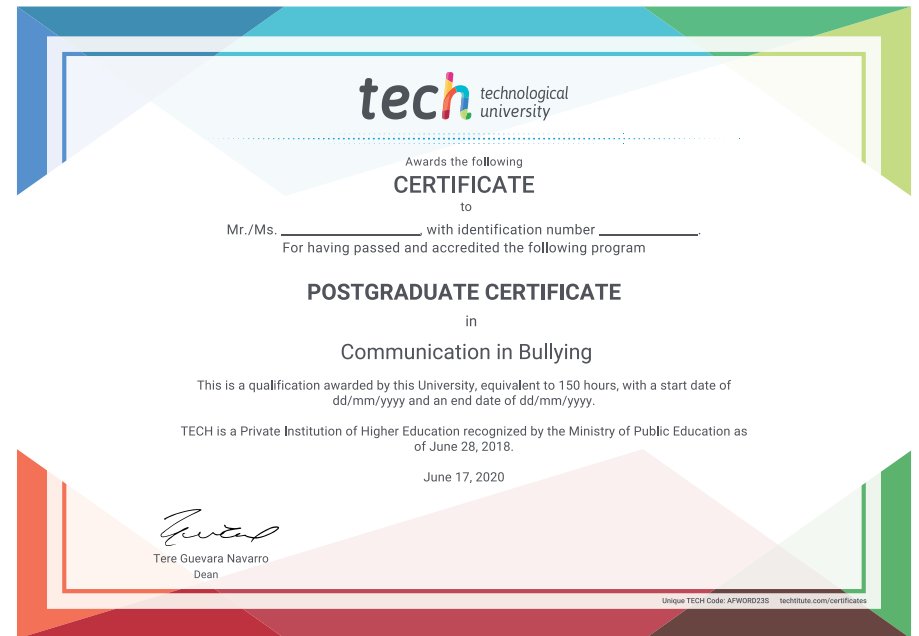 tech technological
university
Awards the following
CERTIFICATE
to
Mr./Ms. ____________________, with identification number ______________.
For having passed and accredited the following program
POSTGRADUATE CERTIFICATE
in
Communication in Bullying
This is a qualification awarded by this University, equivalent to 150 hours, with a start date of
dd/mm/yyyy and an end date of dd/mm/yyyy.
TECH is a Private Institution of Higher Education recognized by the Ministry of Public Education as
of June 28, 2018.
June 17, 2020
Tere Guevara Navarro
Dean
Unique TECH Code: AFWORD23S techtitute.com/certificates